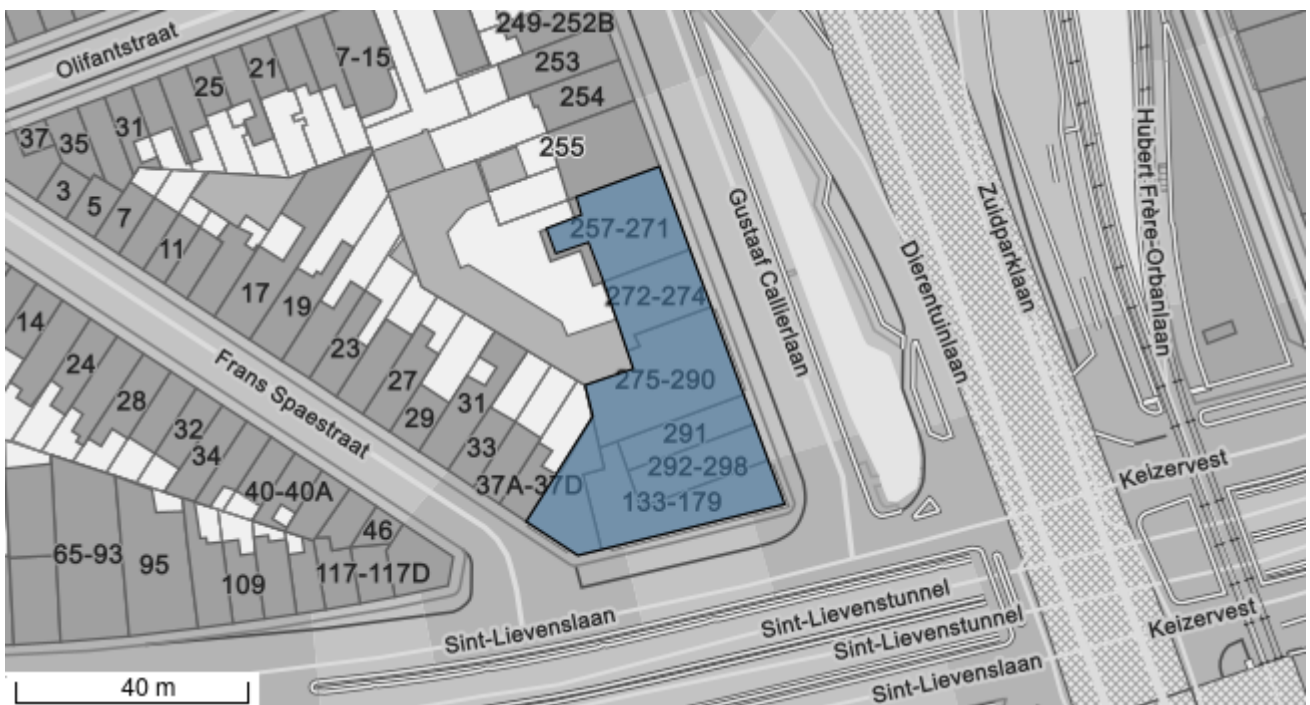 249-252B
Olifantstraat
7-15
21
253
25
254
31
37
35
255
3
5
7
11
257-271
Gustaaf Callierlaan
Dierentuinlaan
Zuidparklaan
Hubert Frère-Orbanlaan
17
19
272-274
14
23
24
Frans Spaestraat
27
275-290
28
29
31
32
33
291
34
292-298
37A-37D
133-179
Keizervest
40-40A
46
65-93
95
109
117-117D
Sint-Lievenslaan
Sint-Lievenstunnel
Sint-Lievenstunnel
Keizervest
Sint-Lievenslaan
40 m